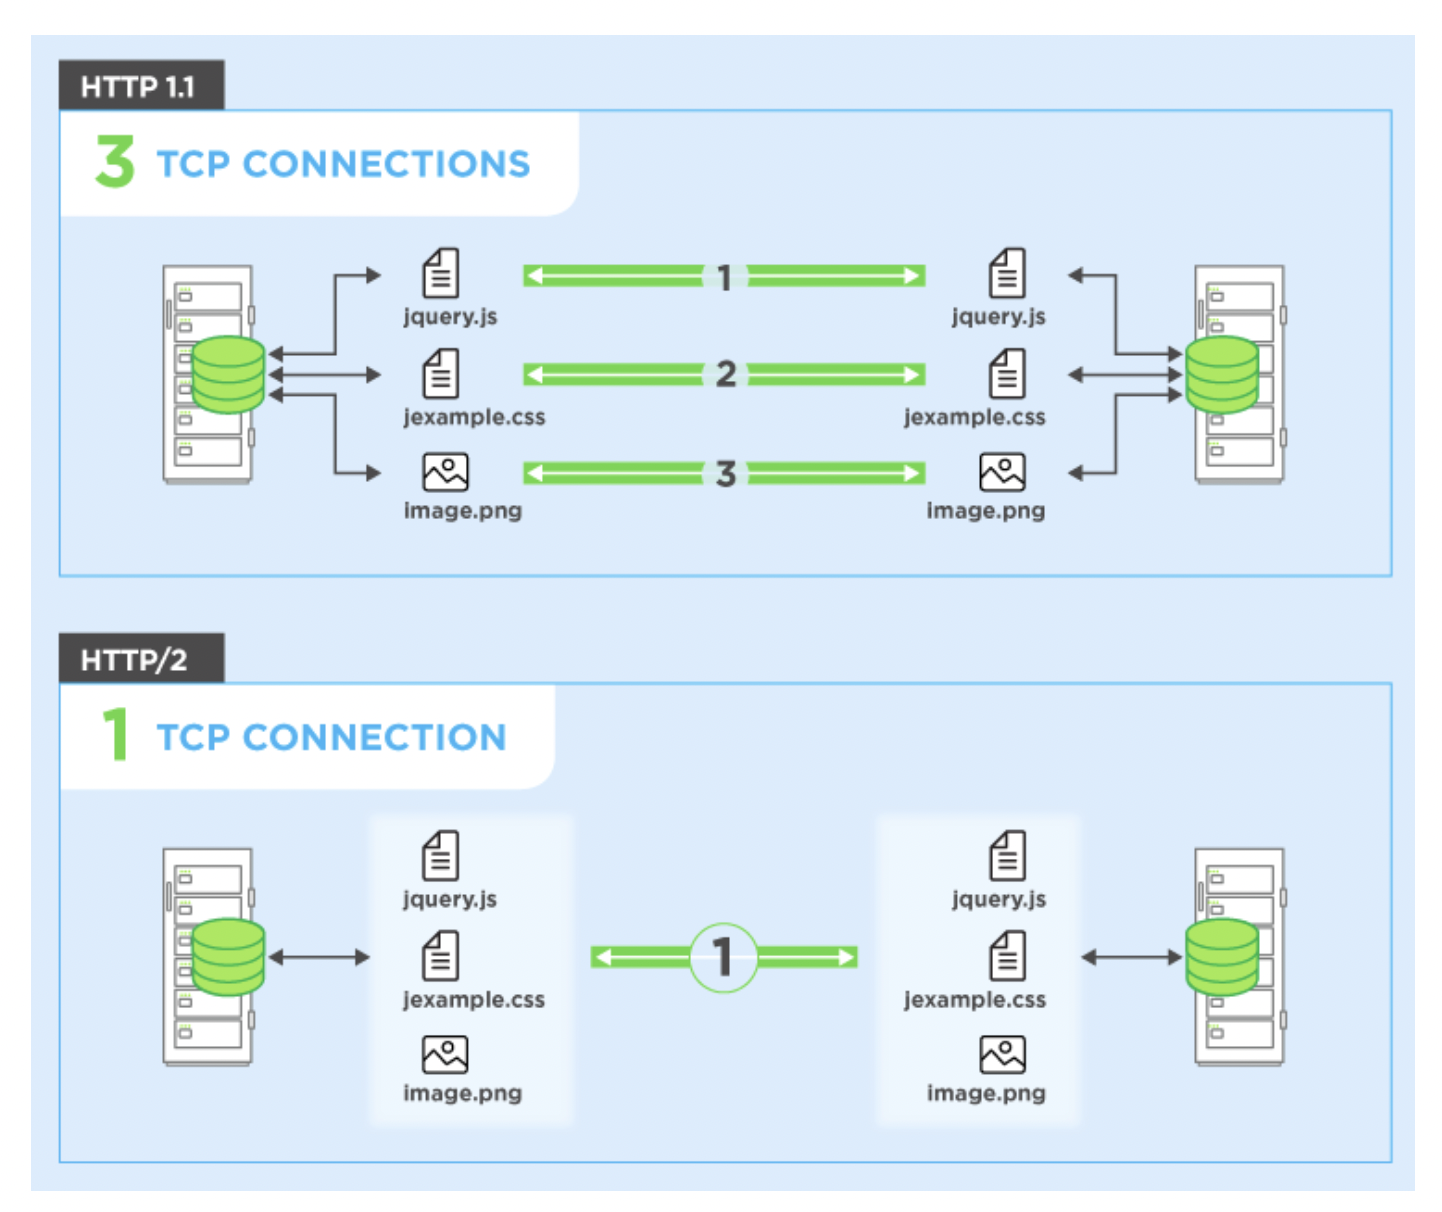 HTTP 1.1
3 TCP CONNECTIONS
jquery.js 1 jquery.js
jexample.css 2 jexample.css
image.png 3 image.png
HTTP/2
1 TCP CONNECTION
jquery.js jquery.js
jexample.css 1 jexample.css
image.png image.png